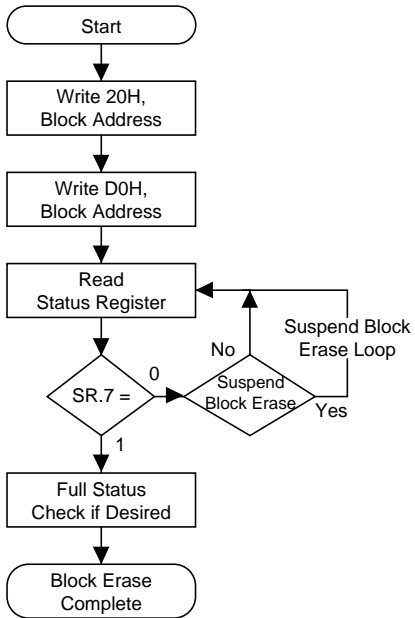 Start
Write 20H,
Block Address
Write D0H,
Block Address
Read
Status Register
Suspend Block
Erase Loop
No
0
SR.7 =
Suspend
Block Erase
Yes
1
Full Status
Check if Desired
Block Erase
Complete